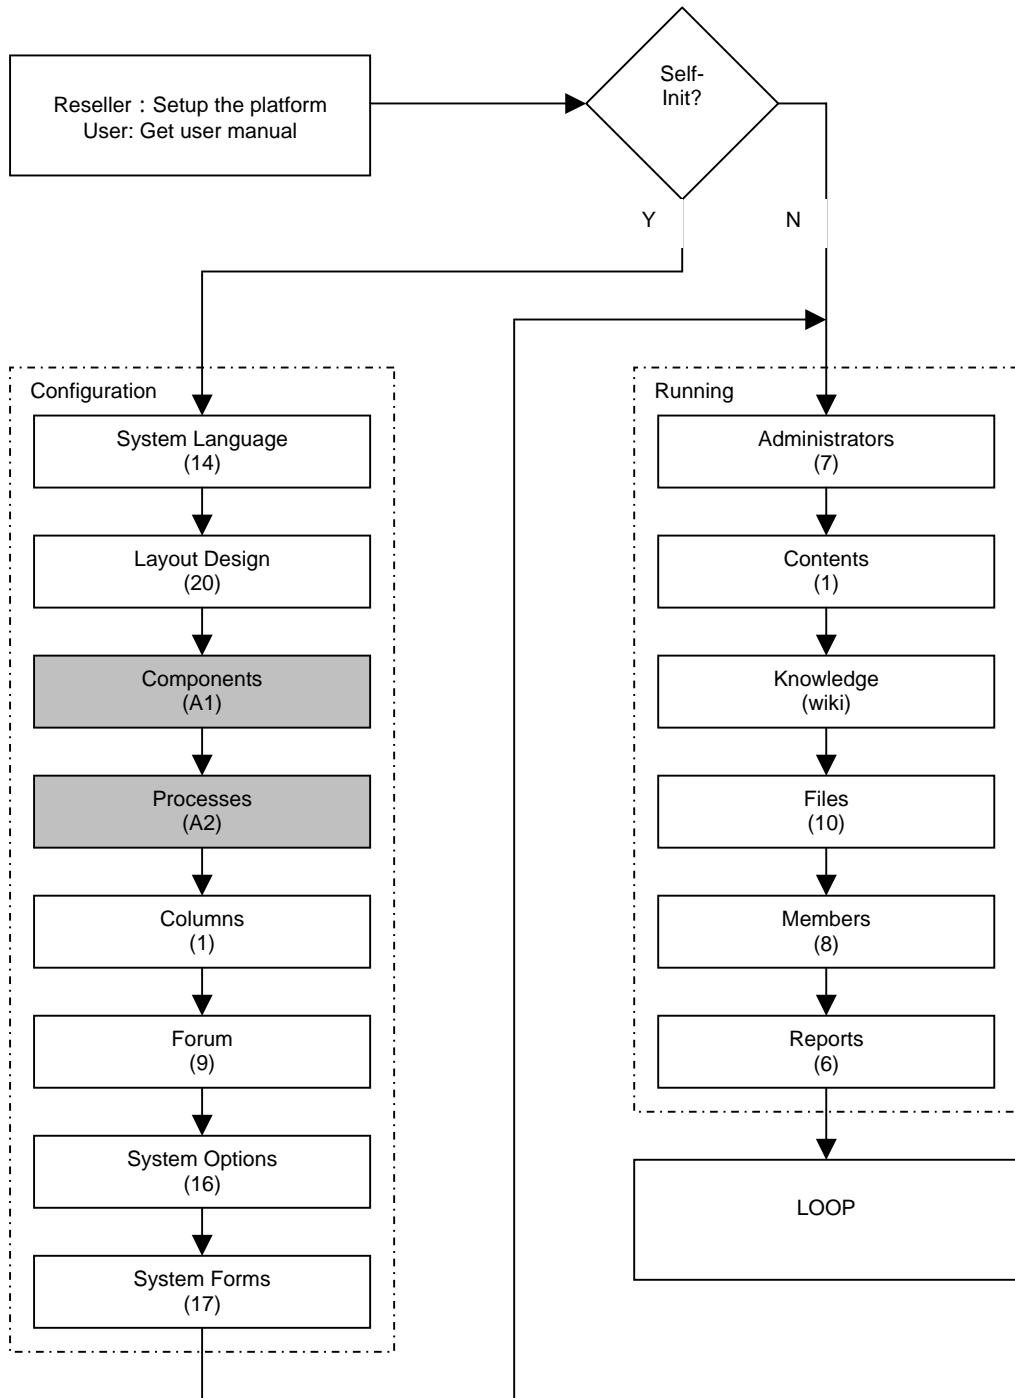 Reseller：Setup the platform
User: Get user manual
Self-
Init?
Y
N
Configuration
System Language
(14)
Layout Design
(20)
Components
(A1)
Processes
(A2)
Columns
(1)
Forum
(9)
System Options
(16)
System Forms
(17)
Running
Administrators
(7)
Contents
(1)
Knowledge
(wiki)
Files
(10)
Members
(8)
Reports
(6)
LOOP